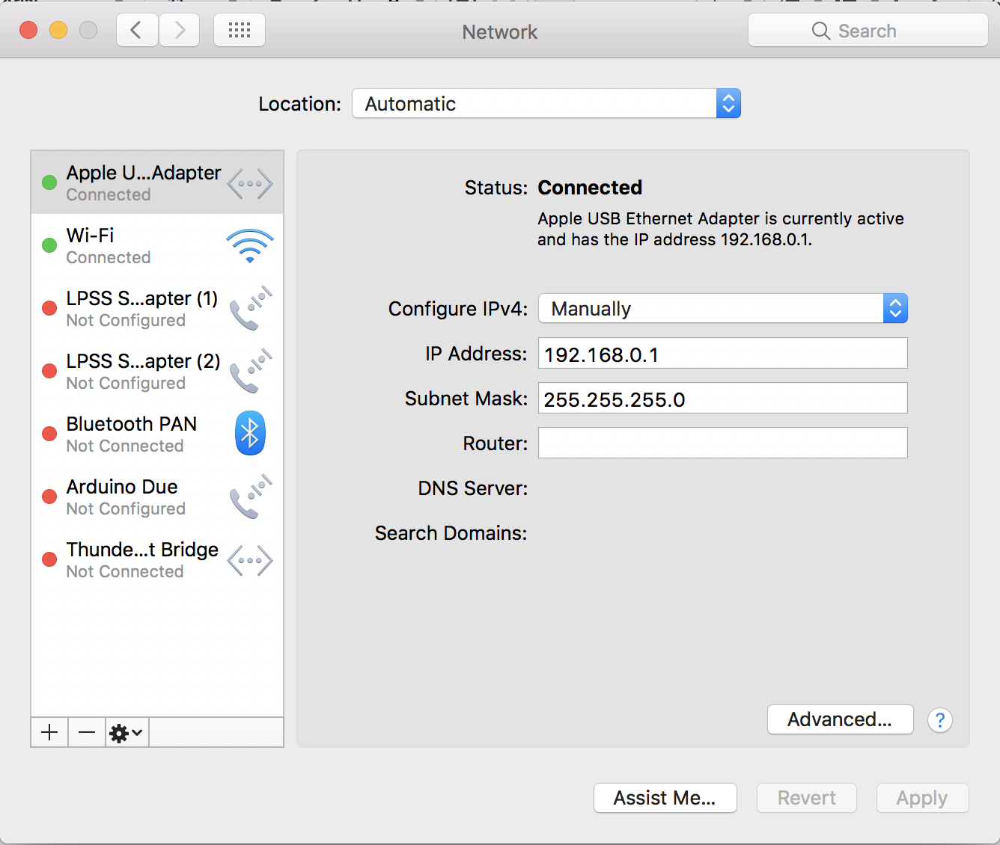 Network
Search
Location: Automatic
Apple U...Adapter
Connected
Wi-Fi
Connected
LPSS S...apter (1)
Not Configured
LPSS S...apter (2)
Not Configured
Bluetooth PAN
Not Connected
Arduino Due
Not Configured
Thunde...t Bridge
Not Connected
Status: Connected
Apple USB Ethernet Adapter is currently active
and has the IP address 192.168.0.1.
Configure IPv4: Manually
IP Address: 192.168.0.1
Subnet Mask: 255.255.255.0
Router:
DNS Server:
Search Domains:
Advanced... ?
Assist Me... Revert Apply